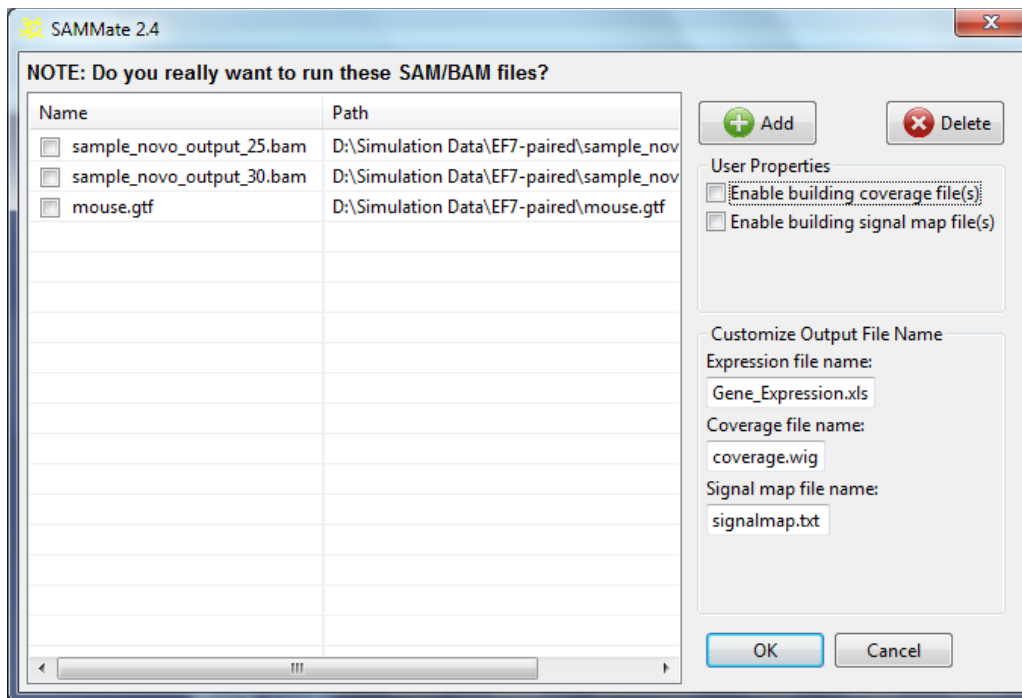 SAMMate 2.4
NOTE: Do you really want to run these SAM/BAM files?
Name Path
sample_novo_output_25.bam D:\Simulation Data\EF7-paired\sample_nov
sample_novo_output_30.bam D:\Simulation Data\EF7-paired\sample_nov
mouse.gtf D:\Simulation Data\EF7-paired\mouse.gtf
Add Delete
User Properties
Enable building coverage file(s)
Enable building signal map file(s)
Customize Output File Name
Expression file name:
Gene_Expression.xls
Coverage file name:
coverage.wig
Signal map file name:
signalmap.txt
OK Cancel